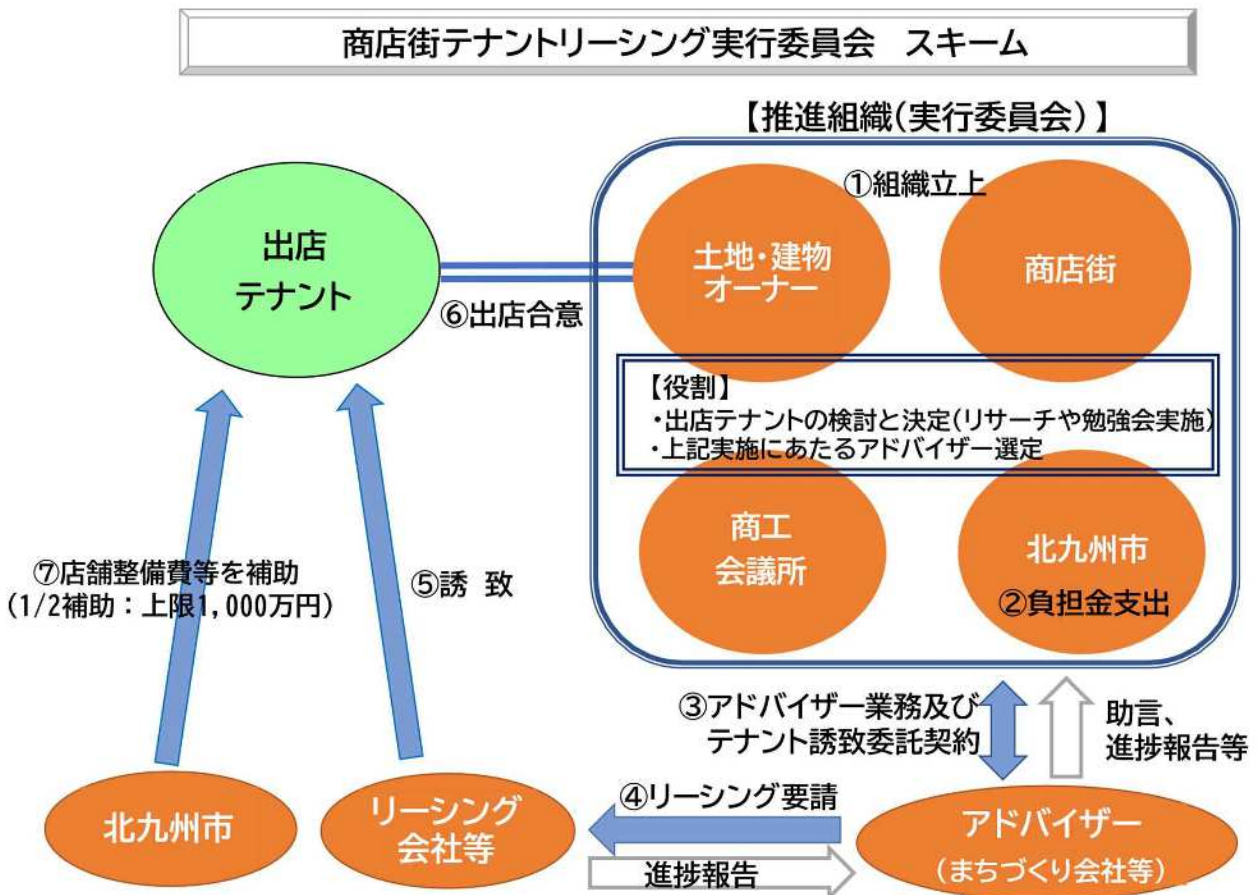 商店街テナントリーシング実行委員会　スキーム
【推進組織(実行委員会)】
①組織立上
出店
テナント
土地・建物
オーナー
商店街
⑥出店合意
【役割】
・出店テナントの検討と決定(リサーチや勉強会実施)
・上記実施にあたるアドバイザー選定
商工
会議所
北九州市
②負担金支出
⑦店舗整備費等を補助
(1/2補助：上限1,000万円)
⑤誘 致
③アドバイザー業務及び
テナント誘致委託契約
助言、
進捗報告等
北九州市
リーシング
会社等
④リーシング要請
進捗報告
アドバイザー
(まちづくり会社等)